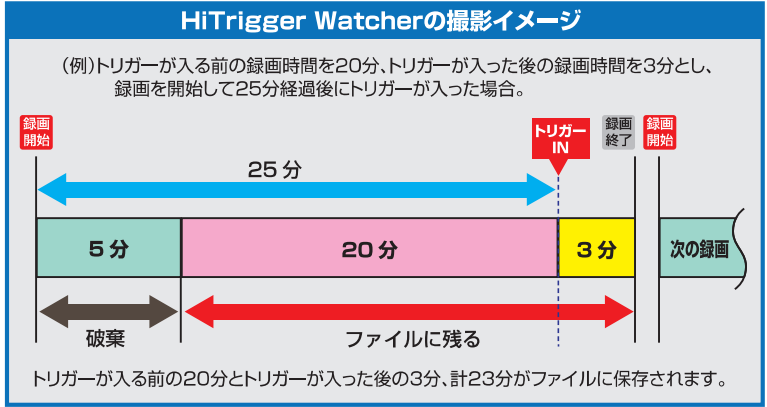 HiTrigger Watcherの撮影イメージ
（例）トリガーが入る前の録画時間を20分、トリガーが入った後の録画時間を3分とし、
録画を開始して25分経過後にトリガーが入った場合。
録画
開始
トリガー
IN
録画
終了
録画
開始
25分
5分
20分
3分
次の録画
破棄
ファイルに残る
トリガーが入る前の20分とトリガーが入った後の3分、計23分がファイルに保存されます。